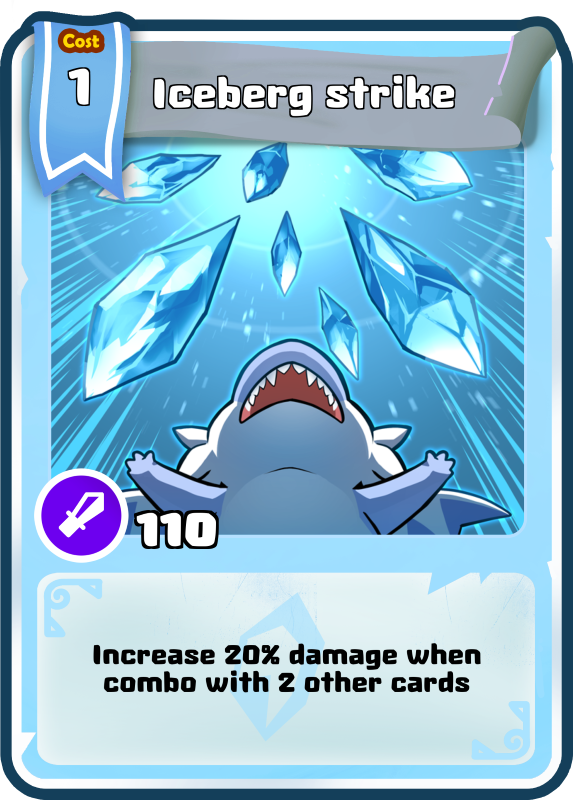 Cost
1
Iceberg strike
110
Increase 20% damage when
combo with 2 other cards